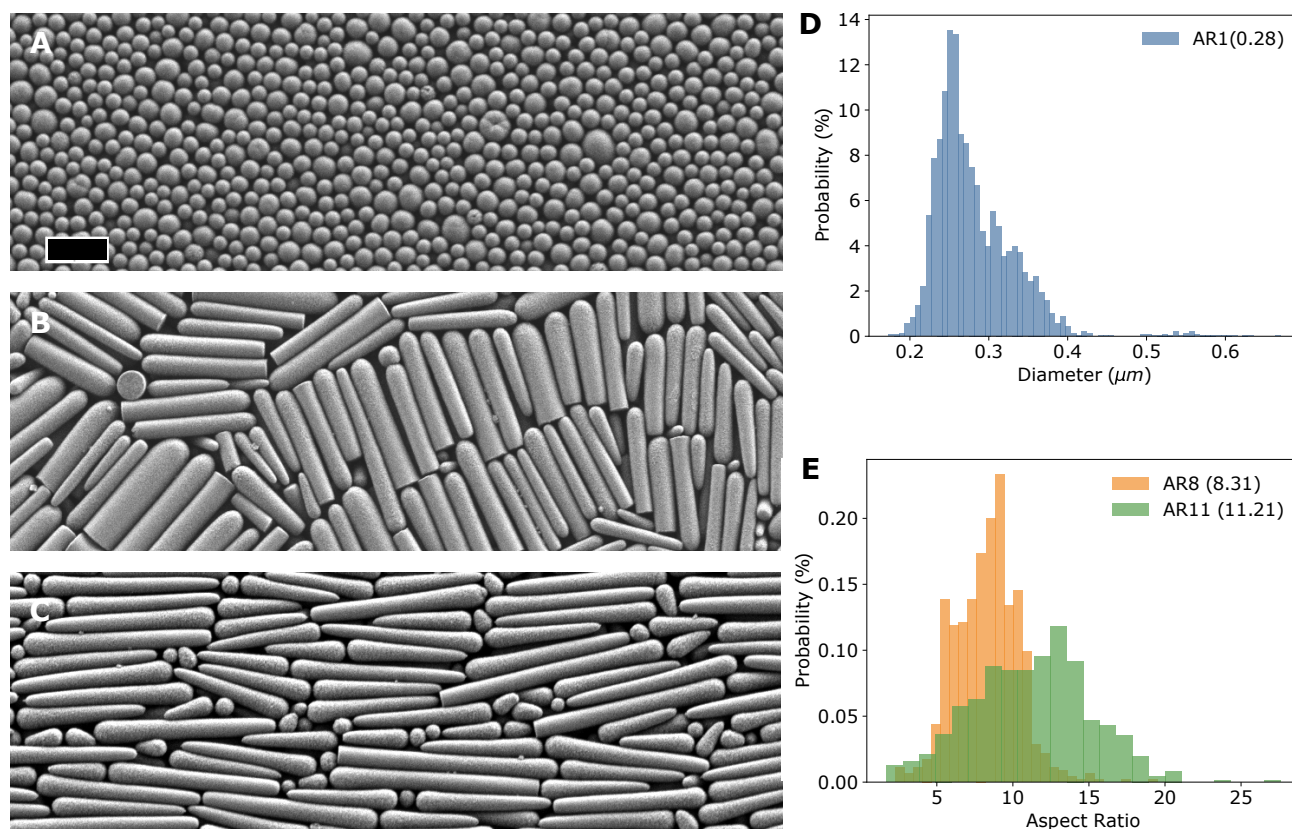 A
B
C
D
AR1(0.28)
14
12
10
8
6
4
2
0
Probability (%)
0.2 0.3 0.4 0.5 0.6
Diameter (μm)
E
AR8 (8.31)
AR11 (11.21)
0.20
0.15
0.10
0.05
0.00
Probability (%)
5 10 15 20 25
Aspect Ratio